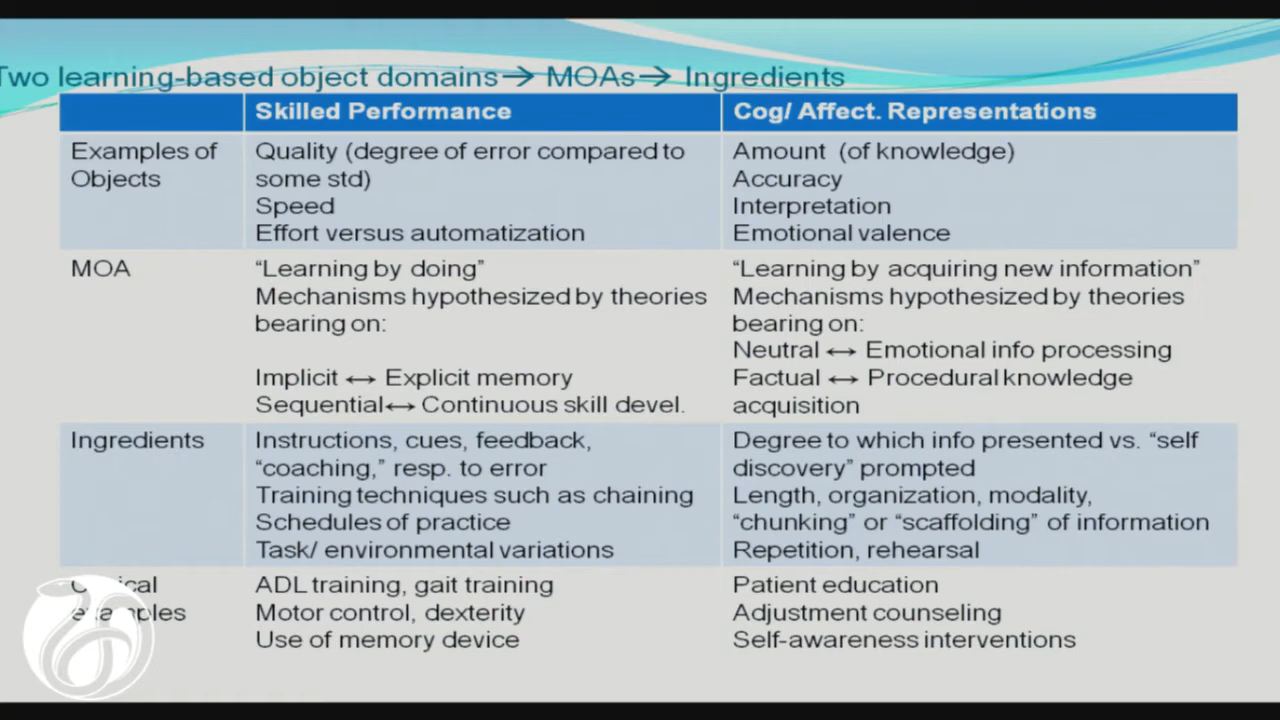 Two learning-based object domains→ MOAs→ Ingredients
Skilled Performance
Cog/ Affect. Representations
Examples of
Objects
Quality (degree of error compared to
some std)
Speed
Effort versus automatization
Amount (of knowledge)
Accuracy
Interpretation
Emotional valence
MOA
“Learning by doing”
Mechanisms hypothesized by theories
bearing on:
Implicit ↔ Explicit memory
Sequential↔ Continuous skill devel.
“Learning by acquiring new information”
Mechanisms hypothesized by theories
bearing on:
Neutral ↔ Emotional info processing
Factual ↔ Procedural knowledge
acquisition
Ingredients
Instructions, cues, feedback,
“coaching,” resp. to error
Training techniques such as chaining
Schedules of practice
Task/ environmental variations
Degree to which info presented vs. “self
discovery” prompted
Length, organization, modality,
“chunking” or “scaffolding” of information
Repetition, rehearsal
examples
ADL training, gait training
Motor control, dexterity
Use of memory device
Patient education
Adjustment counseling
Self-awareness interventions